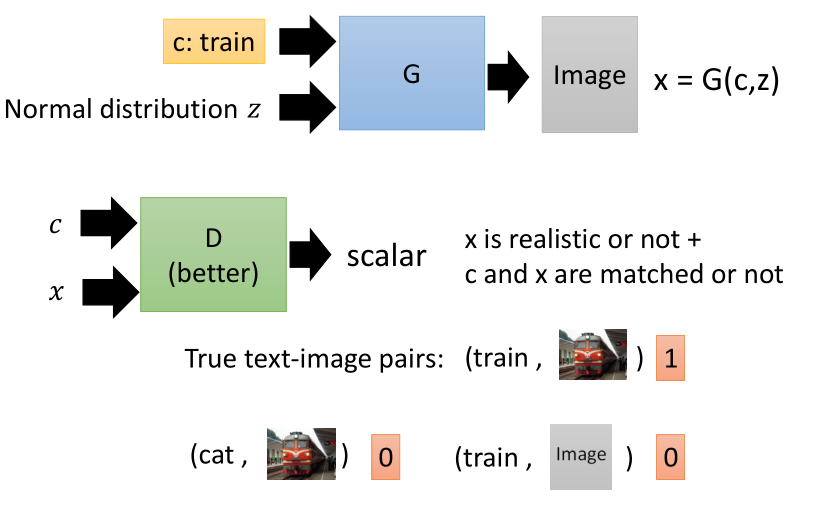 c: train
G
Image
x = G(c,z)
Normal distribution z
c
D
(better)
scalar
x is realistic or not +
c and x are matched or not
x
True text-image pairs:
(train , ) 1
(cat , ) 0
(train , Image ) 0